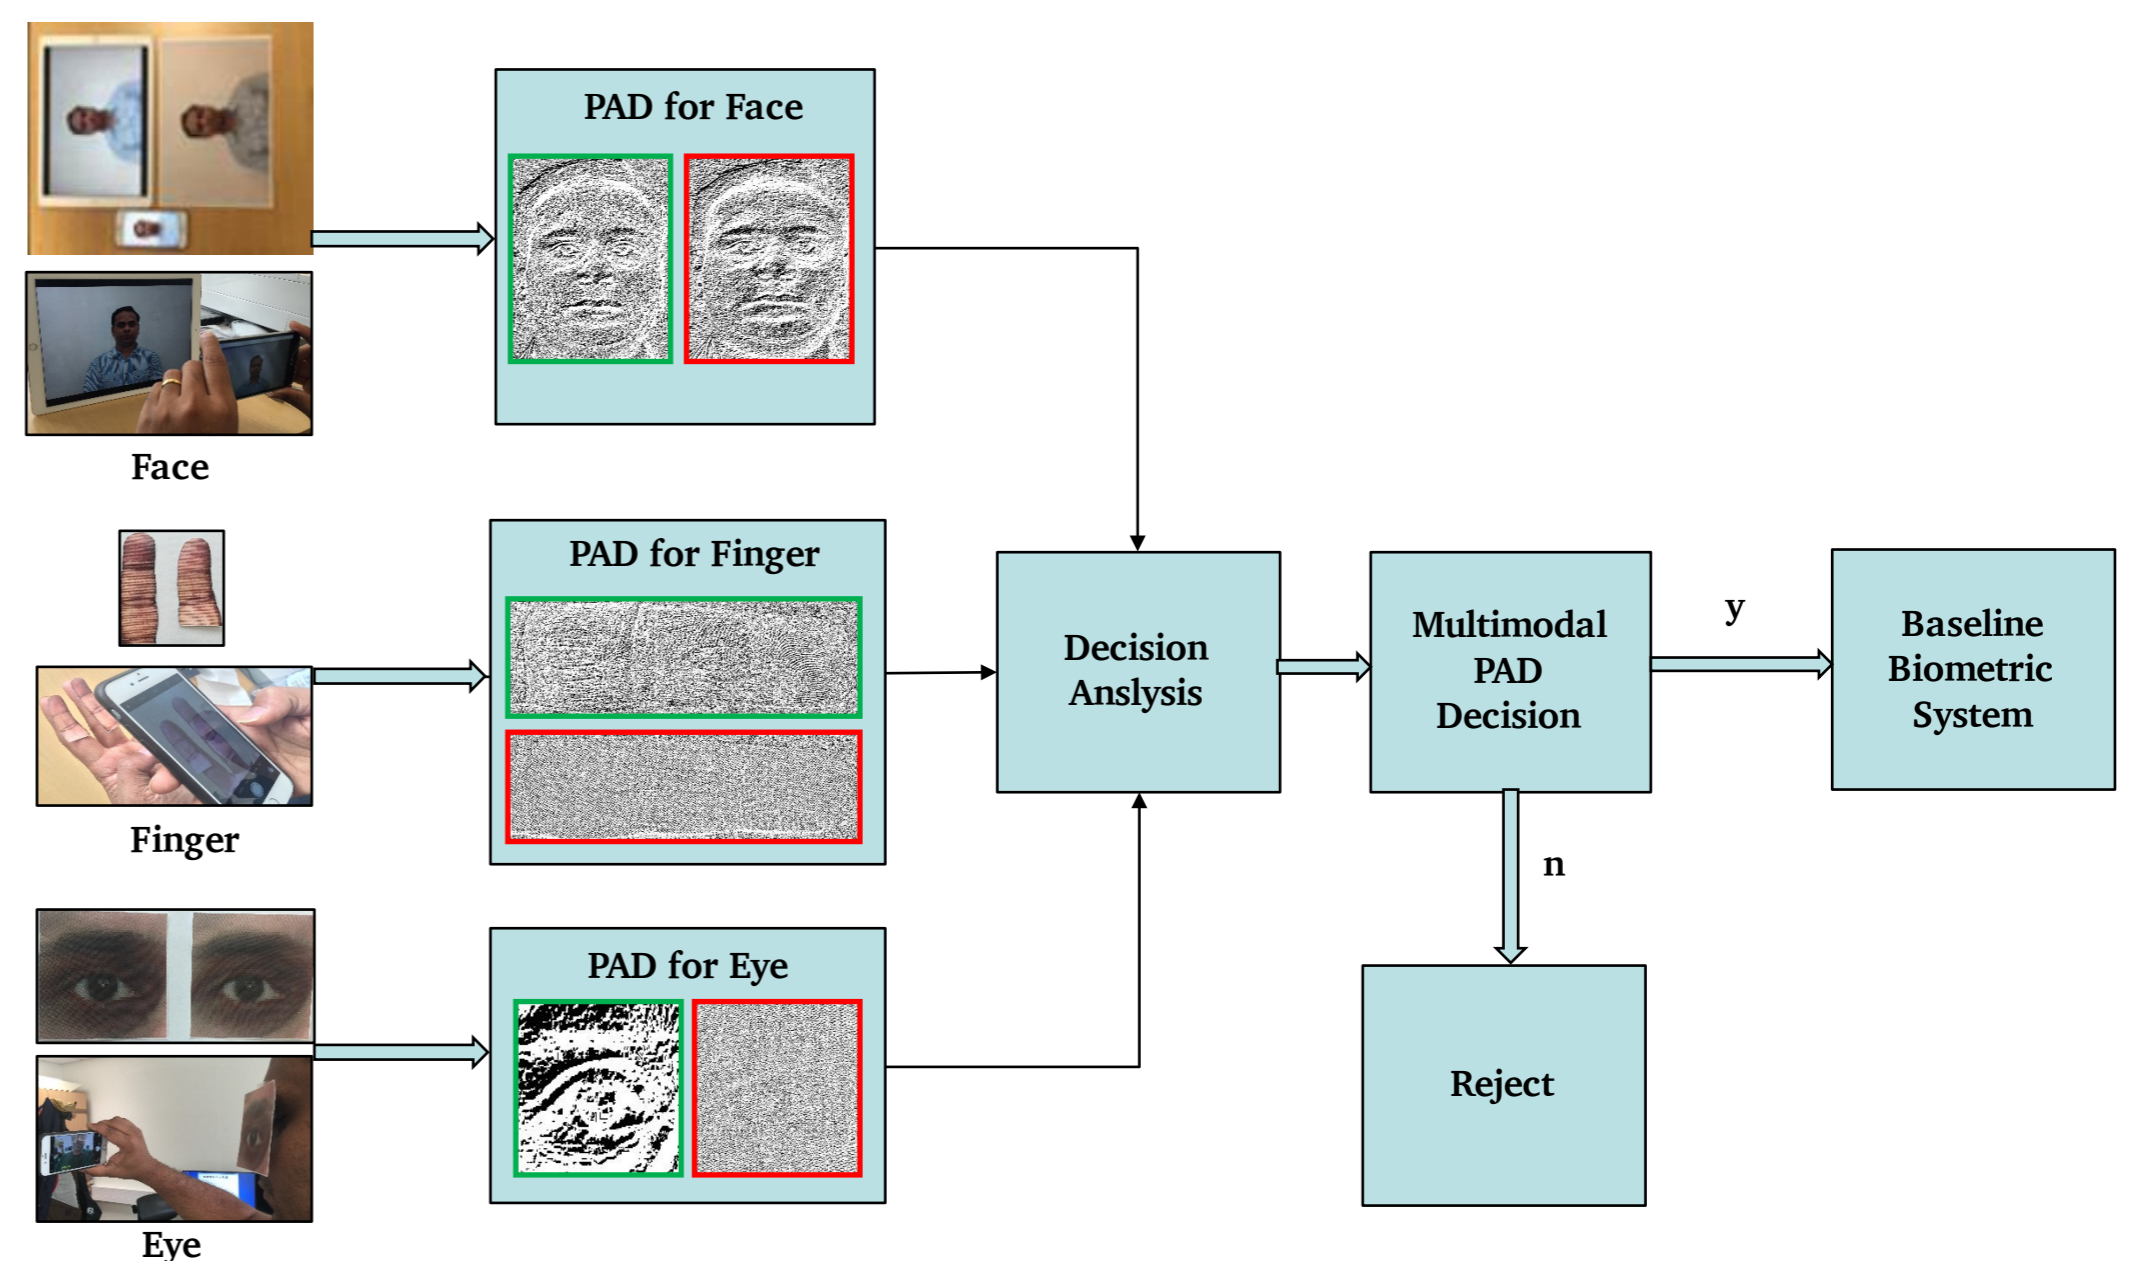 PAD for Face
Face
PAD for Finger
Finger
PAD for Eye
Eye
Decision
Anslysis
Multimodal
PAD
Decision
y
n
Baseline
Biometric
System
Reject